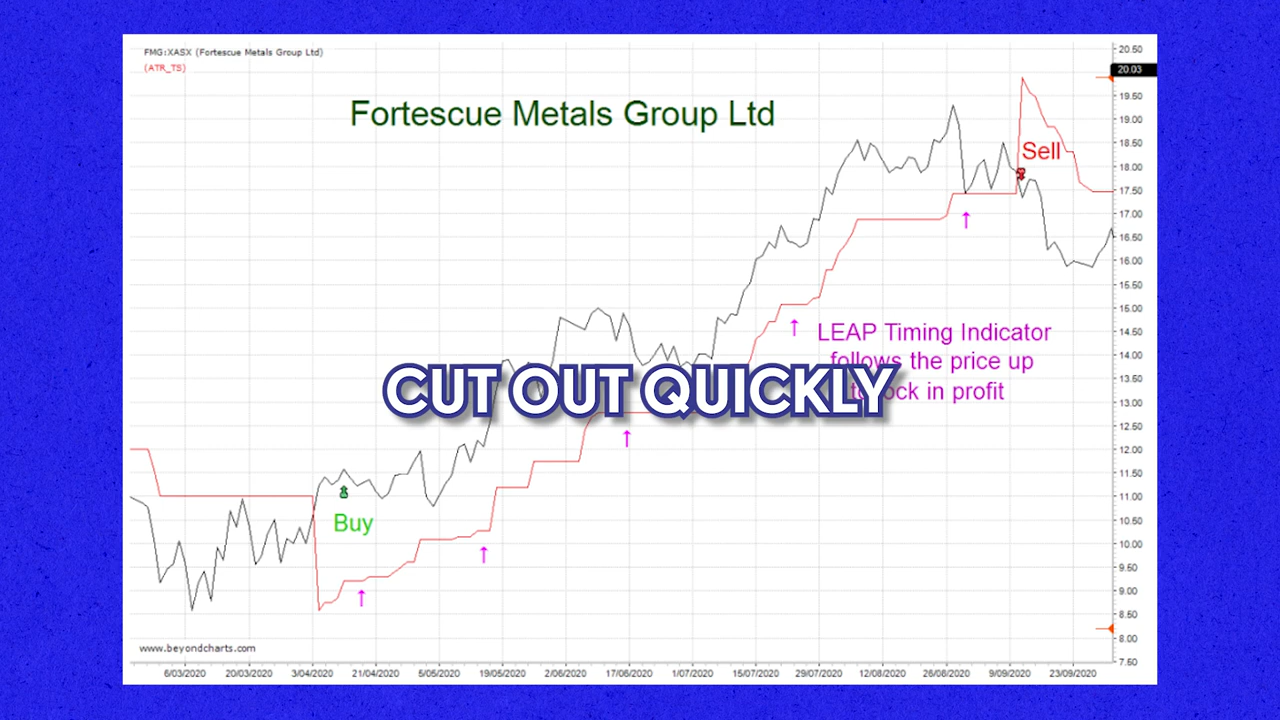 FMG:XASX (Fortescue Metals Group Ltd)
(ATR_TS)
Fortescue Metals Group Ltd
20.50
20.03
19.50
19.00
18.50
18.00
17.50
17.00
16.50
16.00
15.50
15.00
14.50
14.00
13.50
13.00
12.50
12.00
11.50
11.00
10.50
10.00
9.50
9.00
8.50
8.00
7.50
Sell
LEAP Timing Indicator
follows the price up
ock in profit
CUT OUT QUICKLY
Buy
www.beyondcharts.com
6/03/2020 20/03/2020 3/04/2020 21/04/2020 5/05/2020 19/05/2020 2/06/2020 17/06/2020 1/07/2020 15/07/2020 29/07/2020 12/08/2020 26/08/2020 9/09/2020 23/09/2020